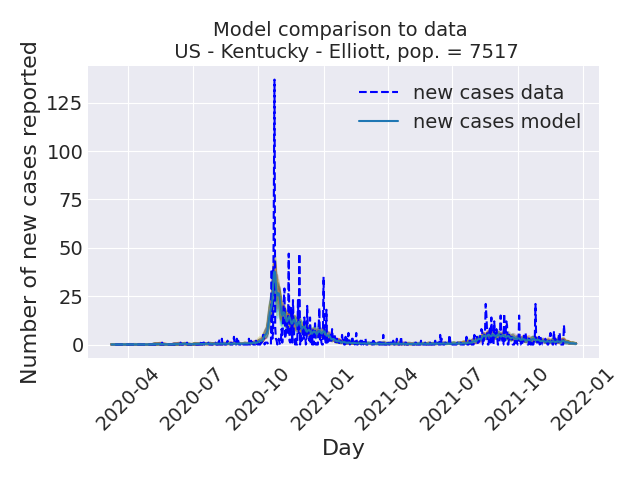 Model comparison to data
US - Kentucky - Elliott, pop. = 7517
Number of new cases reported
125
100
75
50
25
0
new cases data
new cases model
2020-04
2020-07
2020-10
2021-01
2021-04
2021-07
2021-10
2022-01
Day